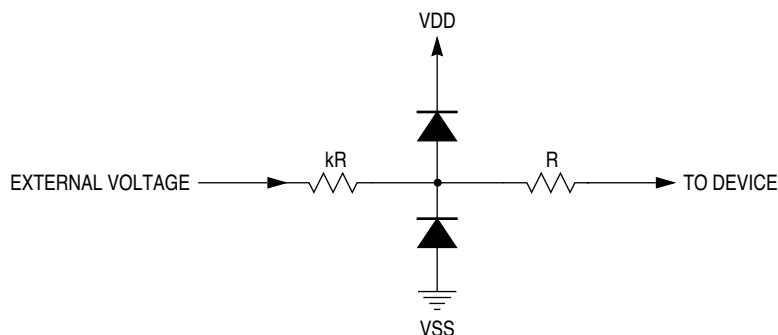 VDD
kR
R
EXTERNAL VOLTAGE
TO DEVICE
VSS